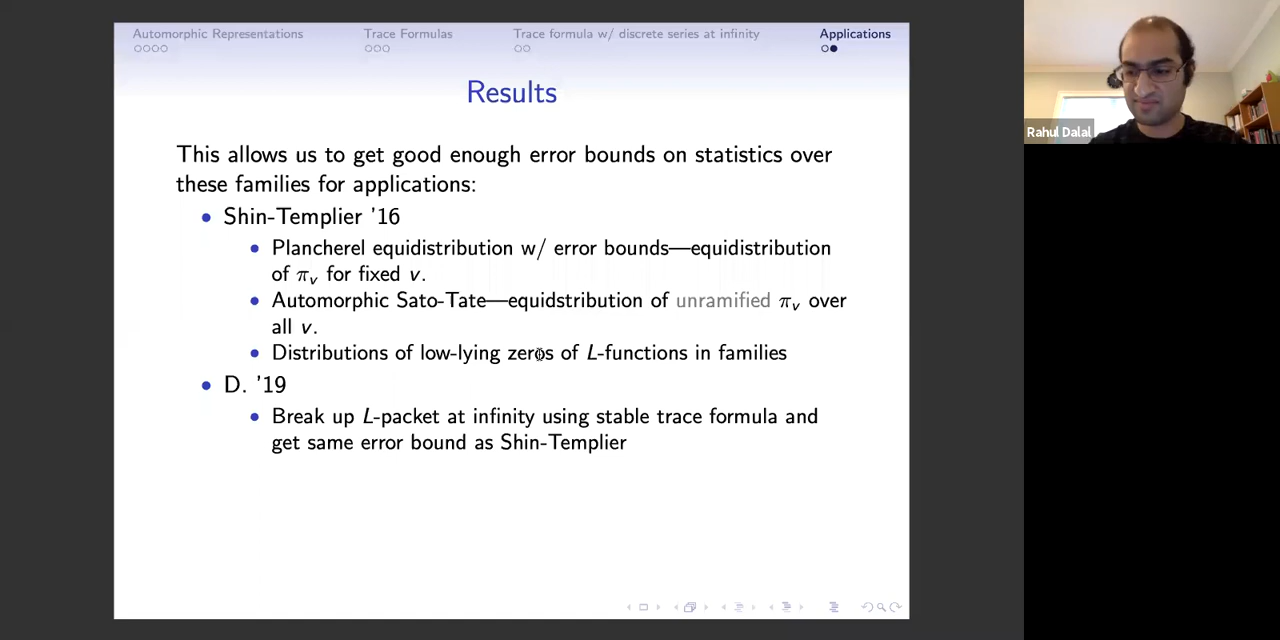 Automorphic Representations Trace Formulas Trace formula w/ discrete series at infinity Applications
Results
This allows us to get good enough error bounds on statistics over
these families for applications:
Shin-Templier '16
Plancherel equidistribution w/ error bounds—equidistribution
of πv for fixed v.
Automorphic Sato-Tate—equidstribution of unramified πv over
all v.
Distributions of low-lying zeros of L-functions in families
D. '19
Break up L-packet at infinity using stable trace formula and
get same error bound as Shin-Templier
Rahul Dalal